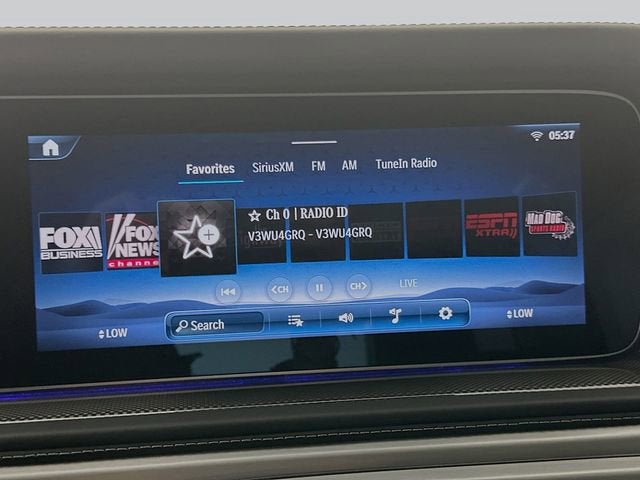 05:37
Favorites SiriusXM FM AM TuneIn Radio
FOX
BUSINESS
FOX
NEWS
channel
Ch 0 | RADIO ID
V3WU4GRQ - V3WU4GRQ
ESPN
XTRA
MAD DOG
SPORTS RADIO
<CH CH> LIVE
LOW Search LOW